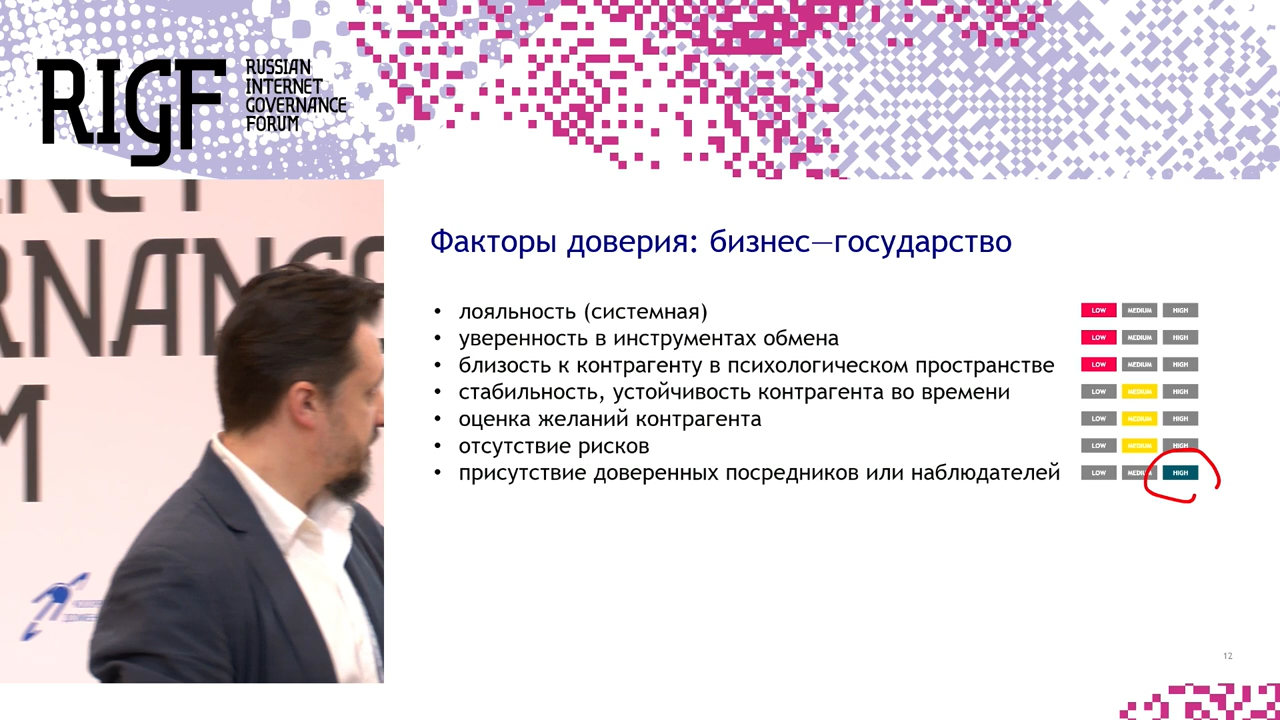 RIGF
RUSSIAN
INTERNET
GOVERNANCE
FORUM
Факторы доверия: бизнес—государство
• лояльность (системная) LOW MEDIUM HIGH
• уверенность в инструментах обмена LOW MEDIUM HIGH
• близость к контрагенту в психологическом пространстве LOW MEDIUM HIGH
стабильность, устойчивость контрагента во времени LOW MEDIUM HIGH
• оценка желаний контрагента LOW MEDIUM HIGH
• отсутствие рисков LOW MEDIUM HIGH
• присутствие доверенных посредников или наблюдателей LOW MEDIUM HIGH
12